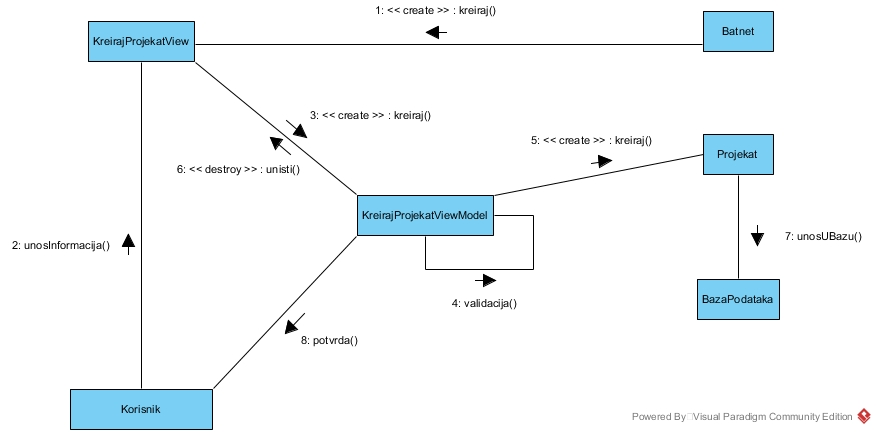 1: << create >> : kreiraj()
KreirajProjekatView
Batnet
3: << create >> : kreiraj()
5: << create >> : kreiraj()
Projekat
6: << destroy >> : unisti()
KreirajProjekatViewModel
2: unosInformacija()
7: unosUBazu()
4: validacija()
BazaPodataka
8: potvrda()
Korisnik
Powered By Visual Paradigm Community Edition